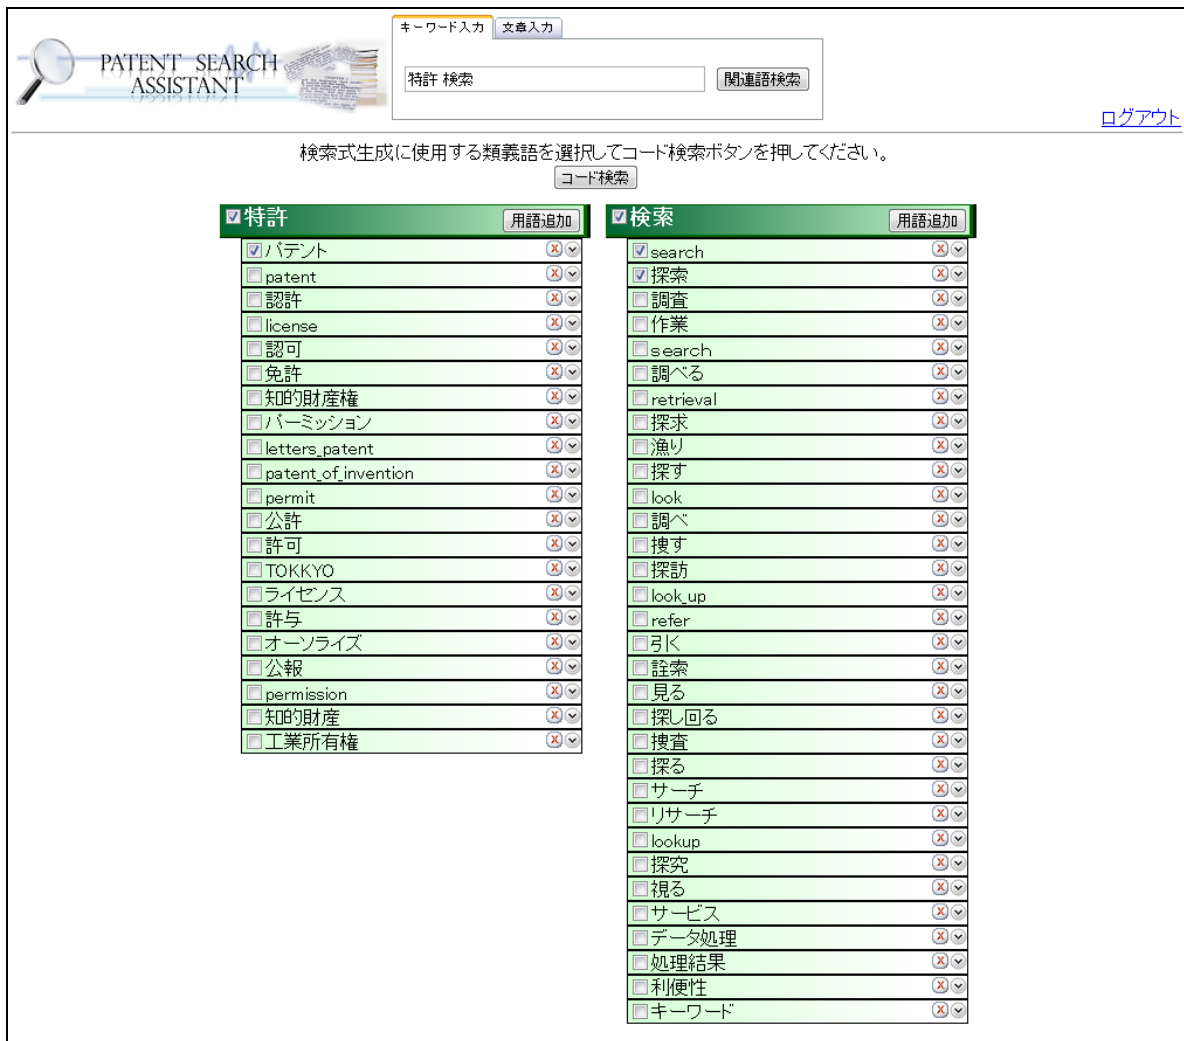 キーワード入力 文章入力
PATENT SEARCH
ASSISTANT
特許 検索 関連語検索
ログアウト
検索式生成に使用する類義語を選択してコード検索ボタンを押してください。
コード検索
特許 用語追加
パテント
patent
認許
license
認可
免許
知的財産権
パーミッション
letters_patent
patent_of_invention
permit
公許
許可
TOKKYO
ライセンス
許与
オーソライズ
公報
permission
知的財産
工業所有権
検索 用語追加
search
探索
調査
作業
search
調べる
retrieval
探求
漁り
探す
look
調べ
捜す
探訪
look_up
refer
引く
詮索
見る
探し回る
捜査
探る
サーチ
リサーチ
lookup
探究
視る
サービス
データ処理
処理結果
利便性
キーワード